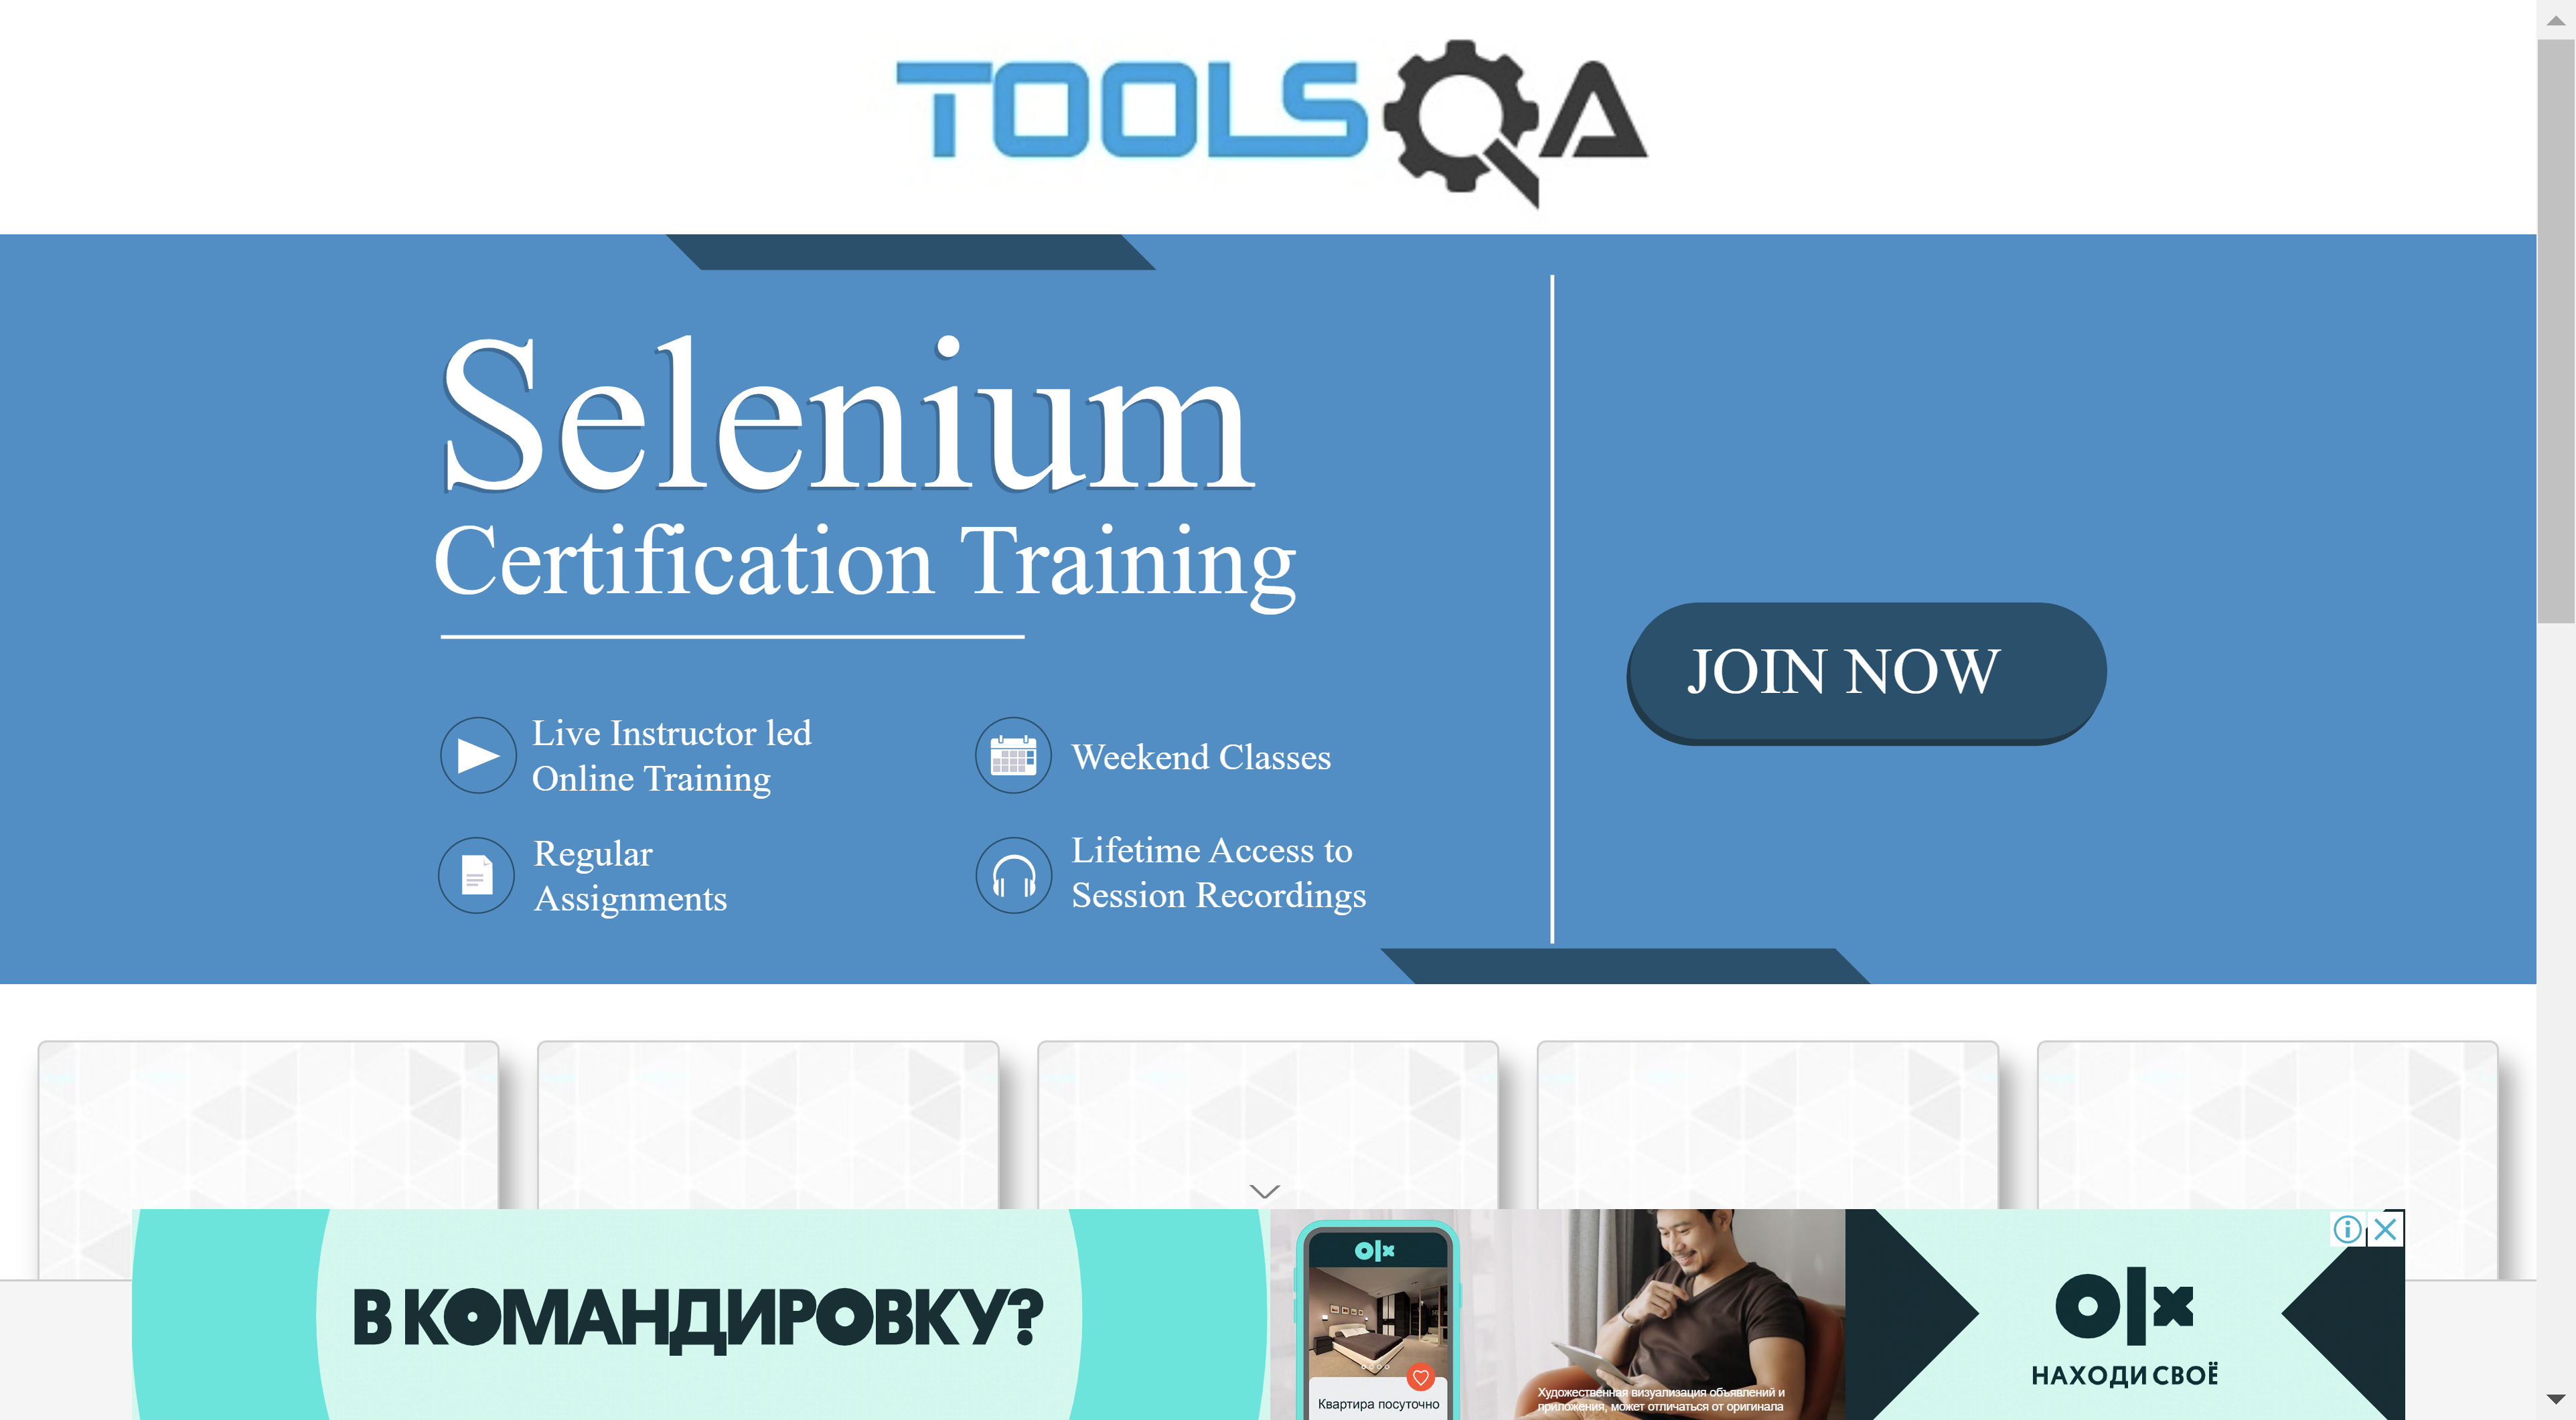 TOOLSQA
Selenium
Certification Training
Live Instructor led
Online Training
Weekend Classes
Regular
Assignments
Lifetime Access to
Session Recordings
JOIN NOW
В КОМАНДИРОВКУ?
olx
Квартира посуточно
Художественная визуализация объявлений и
приложения, может отличаться от оригинала
olx
НАХОДИ СВОЁ